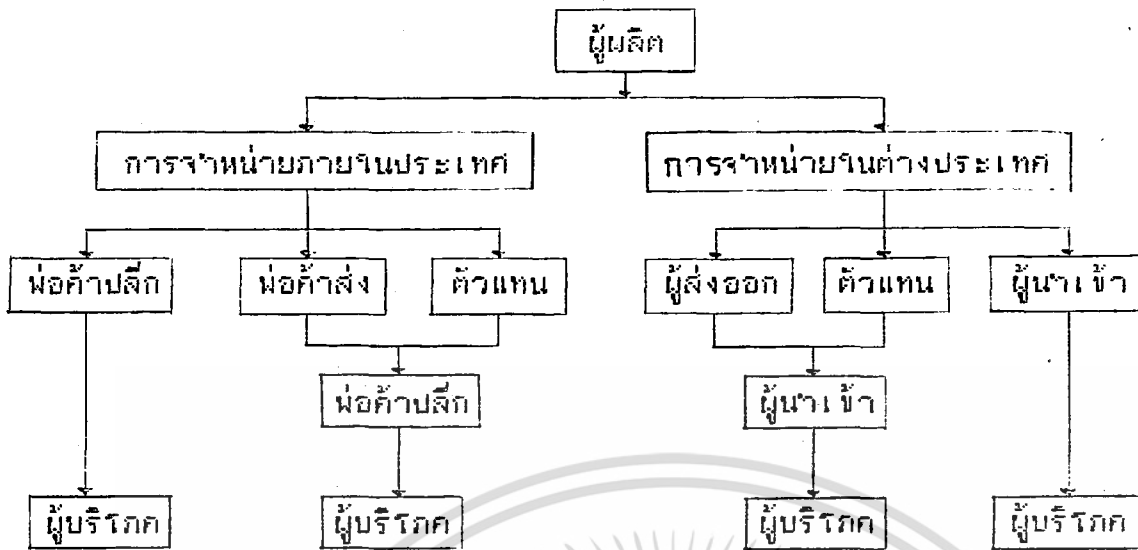 ผู้ผลิต
การจำหน่ายภายในประเทศ
การจำหน่ายในต่างประเทศ
พ่อค้าปลีก
พ่อค้าส่ง
ตัวแทน
ผู้ส่งออก
ตัวแทน
ผู้นำเข้า
พ่อค้าปลีก
ผู้นำเข้า
ผู้บริโภค
ผู้บริโภค
ผู้บริโภค
ผู้บริโภค